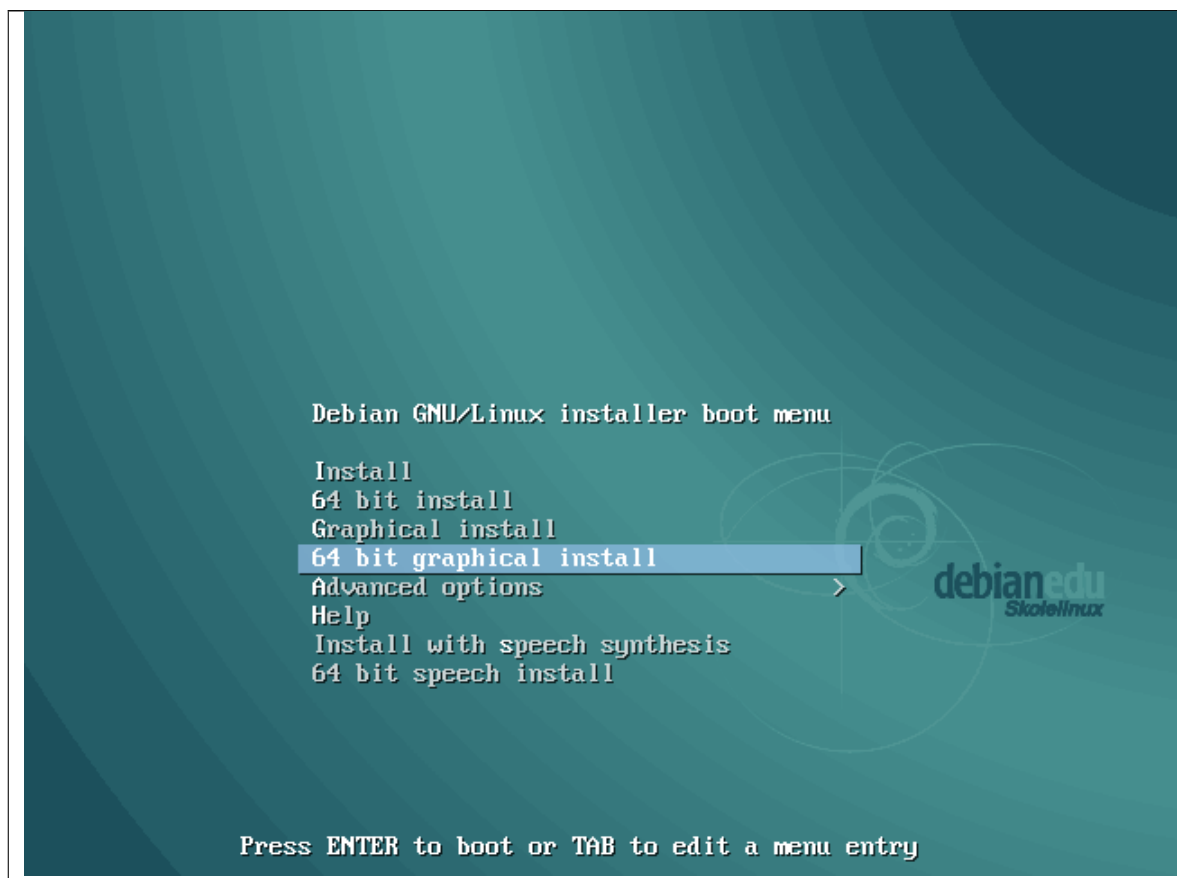 Debian GNU/Linux installer boot menu
Install
64 bit install
Graphical install
64 bit graphical install
Advanced options >
Help
Install with speech synthesis
64 bit speech install
debianedu
Skolelinux
Press ENTER to boot or TAB to edit a menu entry